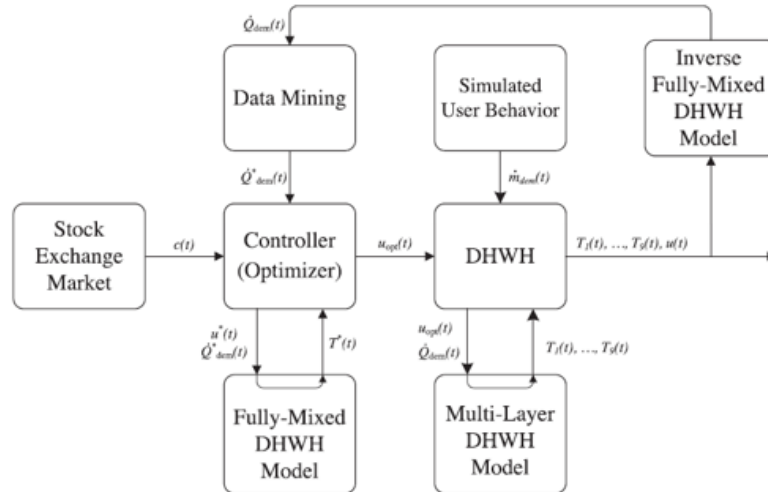 Q̇dem(t)
Data Mining
Simulated
User Behavior
Inverse
Fully-Mixed
DHWH
Model
Q̇*dem(t)
ṁdem(t)
Stock
Exchange
Market
c(t)
Controller
(Optimizer)
uopt(t)
DHWH
T1(t), ..., T9(t), u(t)
u*(t)
Q̇*dem(t)
T*(t)
uopt(t)
Q̇dem(t)
T1(t), ..., T9(t)
Fully-Mixed
DHWH
Model
Multi-Layer
DHWH
Model